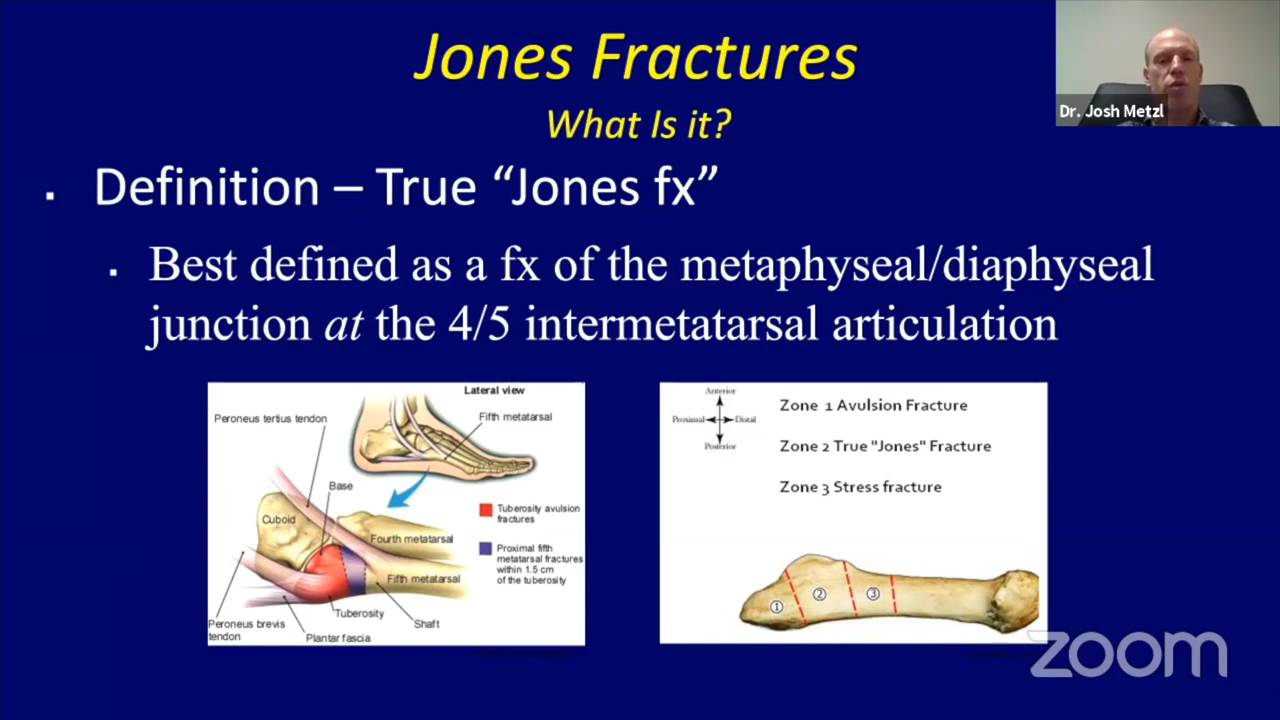 Jones Fractures
What Is it?
Dr. Josh Metzl
▪ Definition – True “Jones fx”
▪ Best defined as a fx of the metaphyseal/diaphyseal
junction at the 4/5 intermetatarsal articulation
Lateral view
Peroneus tertius tendon
Fifth metatarsal
Base
Cuboid
Tuberosity avulsion
fractures
Fourth metatarsal
Proximal fifth
metatarsal fractures
within 1.5 cm
of the tuberosity
Fifth metatarsal
Tuberosity
Shaft
Peroneus brevis
tendon
Plantar fascia
Anterior
Proximal
Distal
Posterior
Zone 1 Avulsion Fracture
Zone 2 True "Jones" Fracture
Zone 3 Stress fracture
①
②
③
zoom